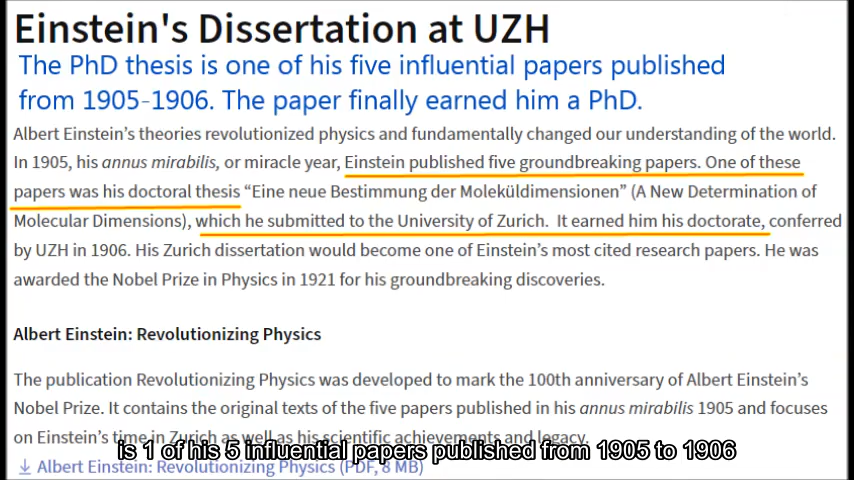 Einstein's Dissertation at UZH
The PhD thesis is one of his five influential papers published
from 1905-1906. The paper finally earned him a PhD.
Albert Einstein's theories revolutionized physics and fundamentally changed our understanding of the world.
In 1905, his annus mirabilis, or miracle year, Einstein published five groundbreaking papers. One of these
papers was his doctoral thesis “Eine neue Bestimmung der Moleküldimensionen” (A New Determination of
Molecular Dimensions), which he submitted to the University of Zurich. It earned him his doctorate, conferred
by UZH in 1906. His Zurich dissertation would become one of Einstein's most cited research papers. He was
awarded the Nobel Prize in Physics in 1921 for his groundbreaking discoveries.
Albert Einstein: Revolutionizing Physics
The publication Revolutionizing Physics was developed to mark the 100th anniversary of Albert Einstein's
Nobel Prize. It contains the original texts of the five papers published in his annus mirabilis 1905 and focuses
on Einstein's time in Zurich as well as his scientific achievements and legacy.
is 1 of his 5 influential papers published from 1905 to 1906
Albert Einstein: Revolutionizing Physics (PDF, 8 MB)